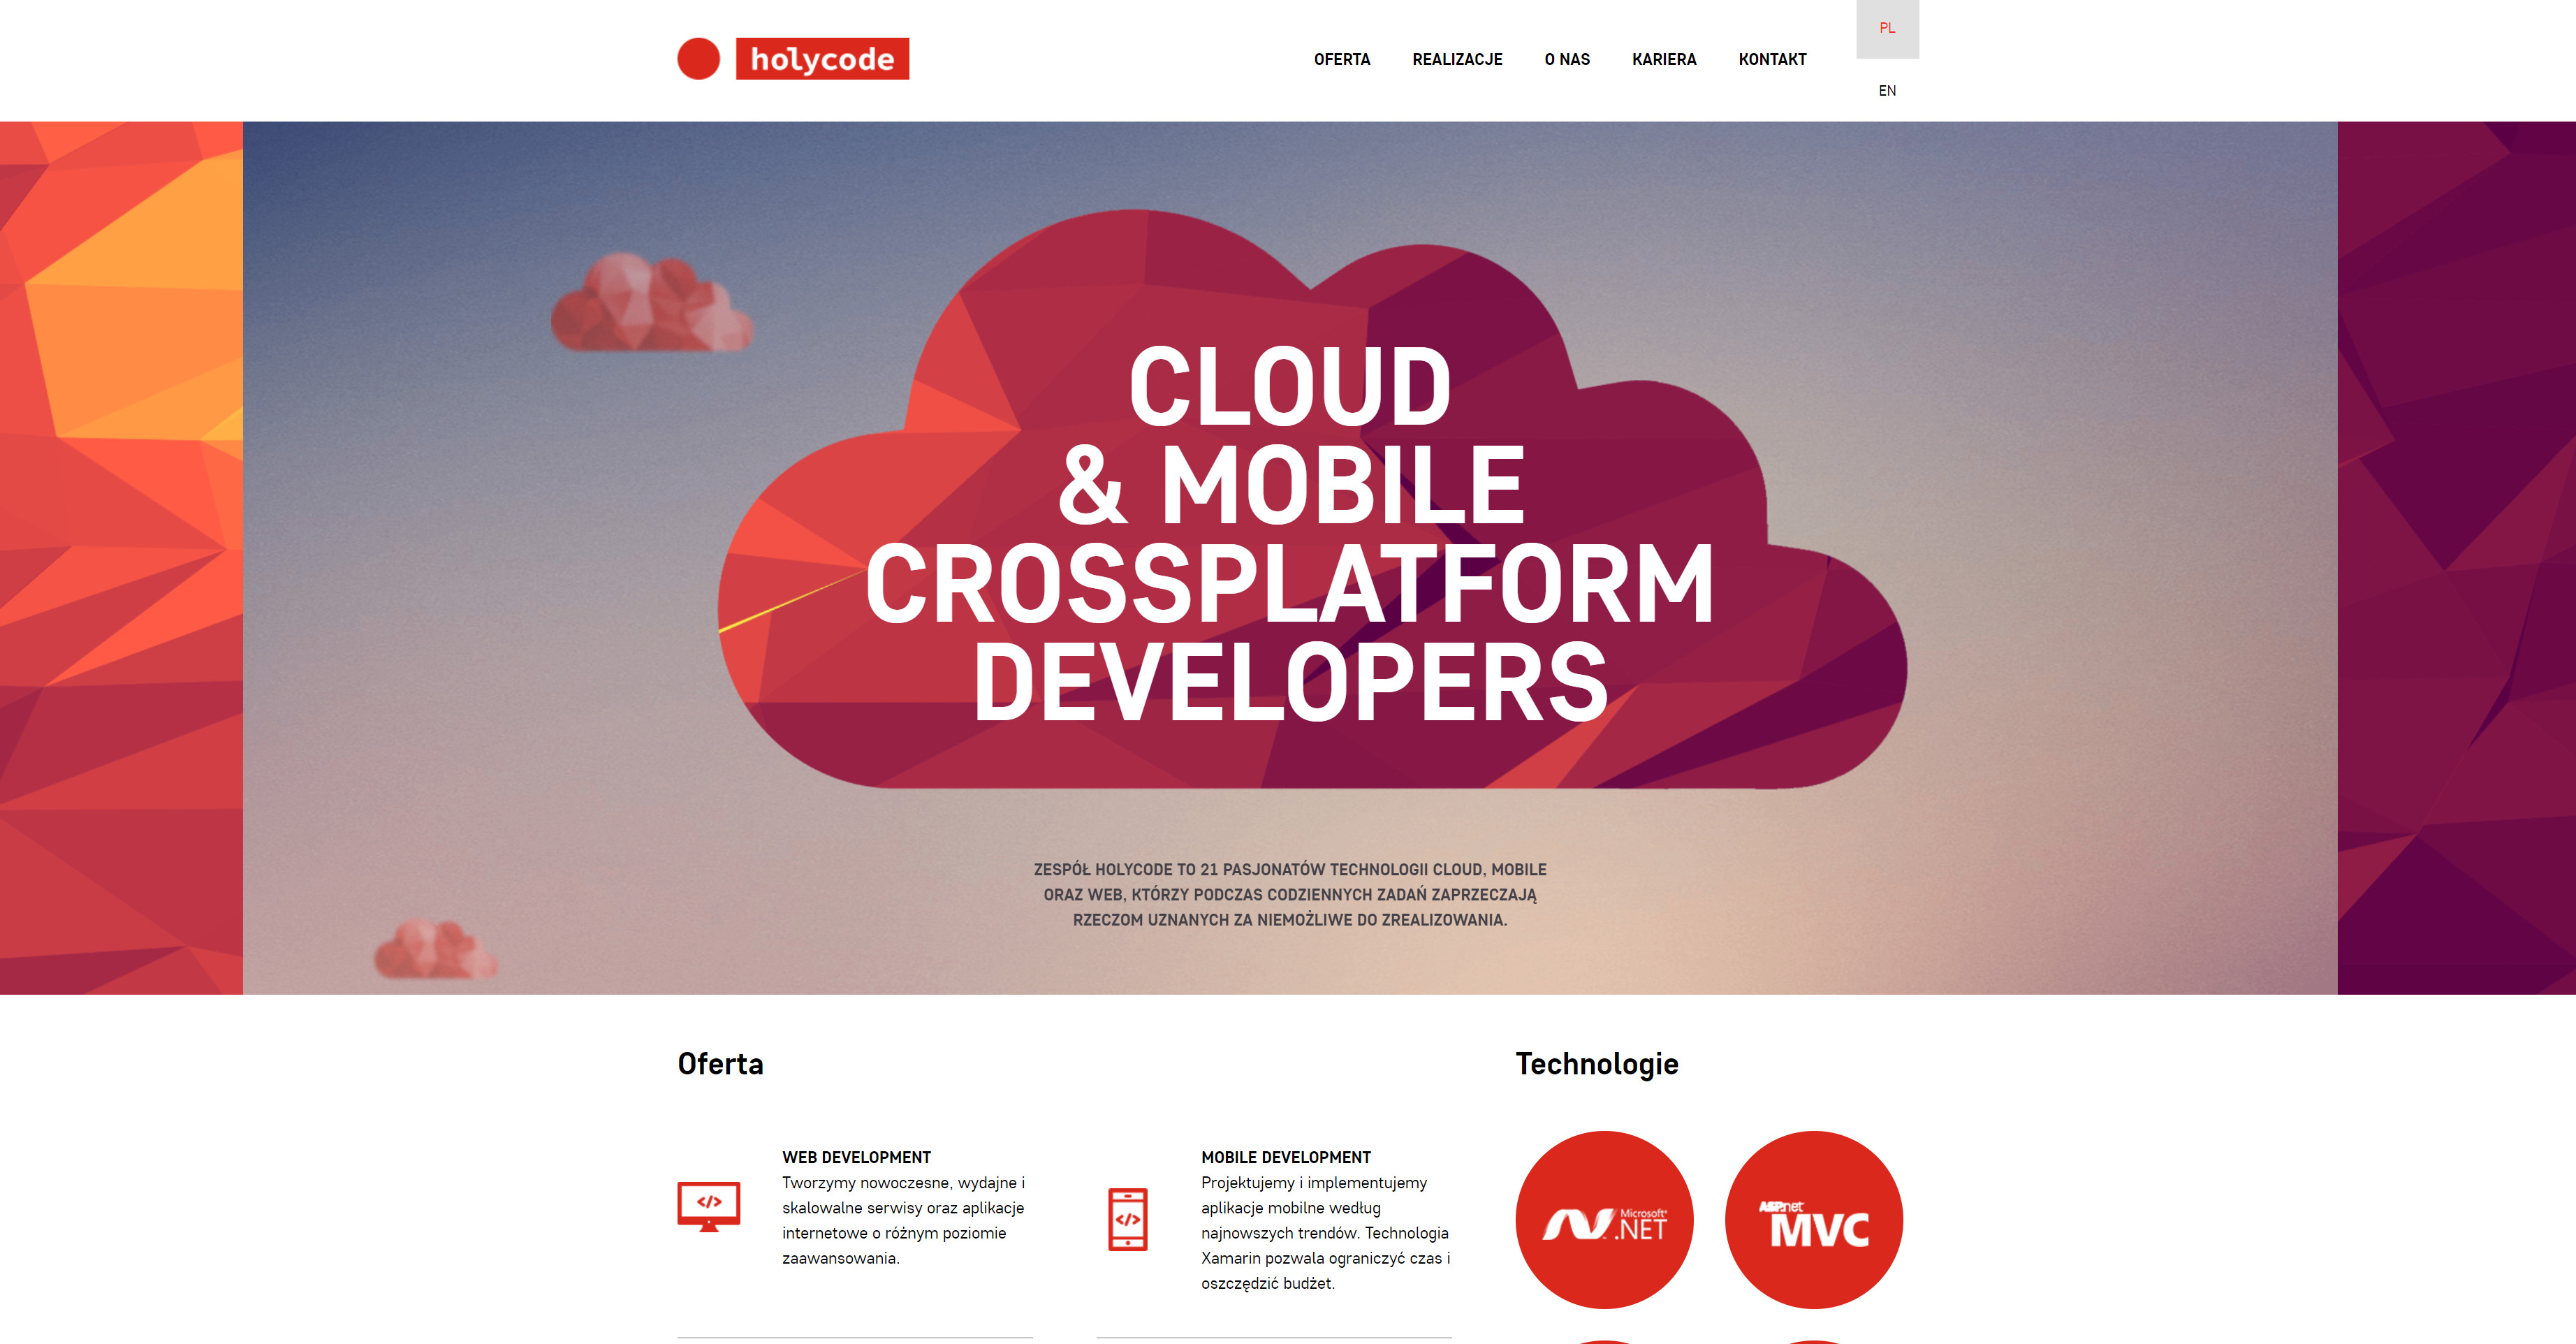 holycode
OFERTA
REALIZACJE
O NAS
KARIERA
KONTAKT
PL
EN
CLOUD
& MOBILE
CROSSPLATFORM
DEVELOPERS
ZESPÓŁ HOLYCODE TO 21 PASJONATÓW TECHNOLOGII CLOUD, MOBILE
ORAZ WEB, KTÓRZY PODCZAS CODZIENNYCH ZADAŃ ZAPRZECZAJĄ
RZECZOM UZNANYCH ZA NIEMOŻLIWE DO ZREALIZOWANIA.
Oferta
WEB DEVELOPMENT
Tworzymy nowoczesne, wydajne i
skalowalne serwisy oraz aplikacje
internetowe o różnym poziomie
zaawansowania.
MOBILE DEVELOPMENT
Projektujemy i implementujemy
aplikacje mobilne według
najnowszych trendów. Technologia
Xamarin pozwala ograniczyć czas i
oszczędzić budżet.
Technologie
Microsoft®
.NET
ASP.net
MVC